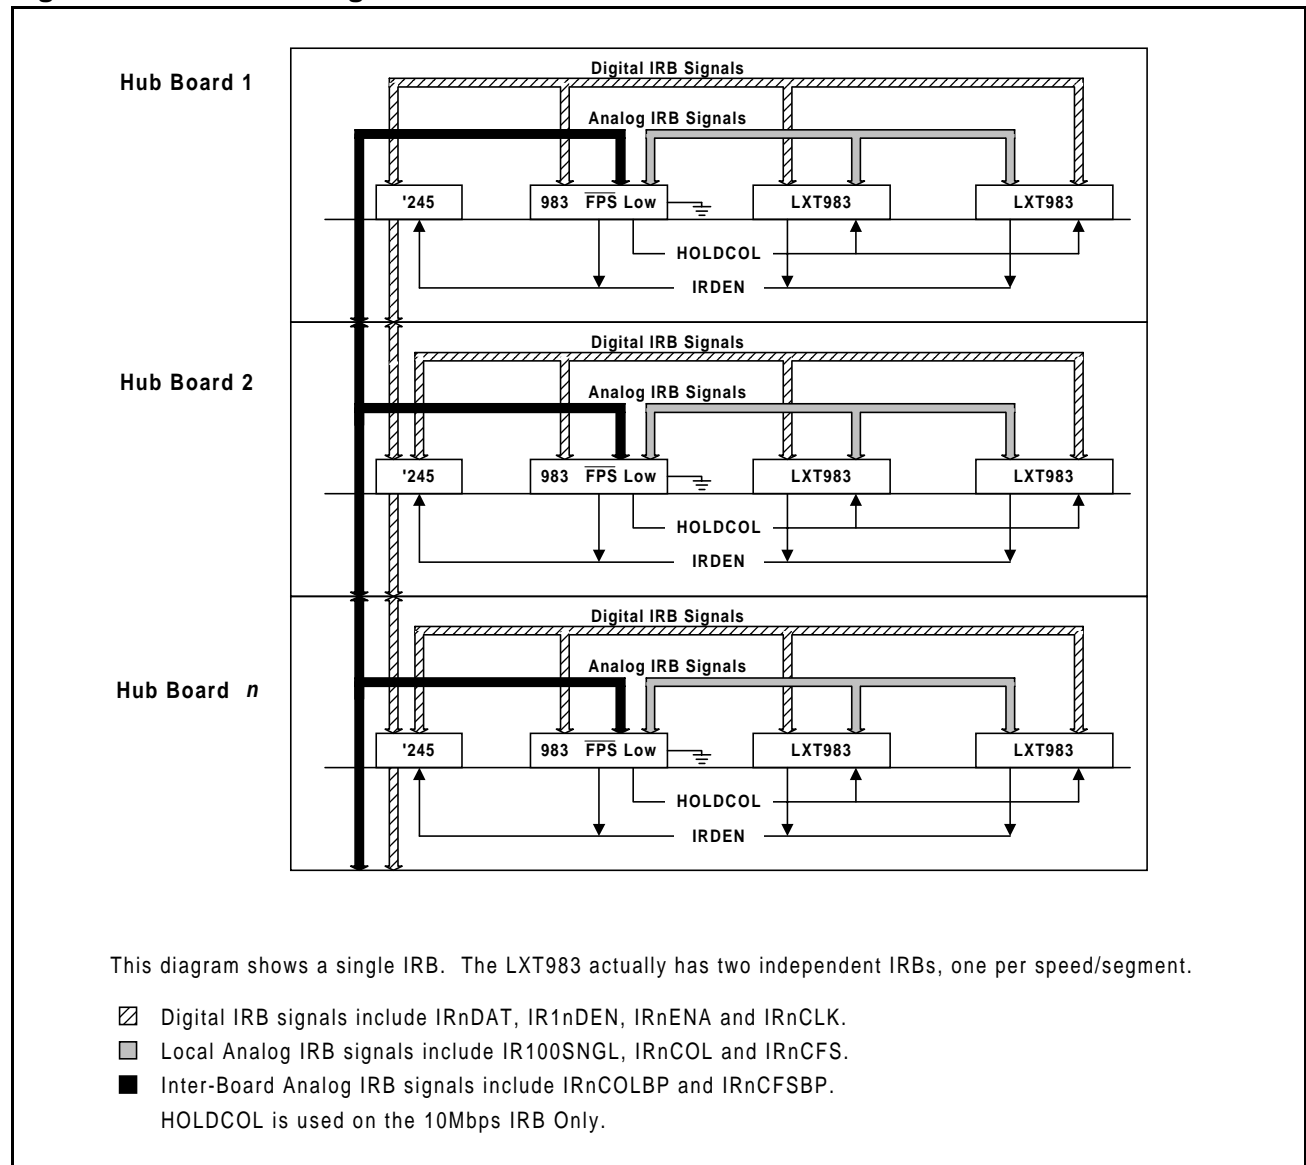 Hub Board 1
Digital IRB Signals
Analog IRB Signals
'245
983 FPS Low
LXT983
LXT983
HOLDCOL
IRDEN
Hub Board 2
Digital IRB Signals
Analog IRB Signals
'245
983 FPS Low
LXT983
LXT983
HOLDCOL
IRDEN
Hub Board n
Digital IRB Signals
Analog IRB Signals
'245
983 FPS Low
LXT983
LXT983
HOLDCOL
IRDEN
This diagram shows a single IRB. The LXT983 actually has two independent IRBs, one per speed/segment.
Digital IRB signals include IRnDAT, IR1nDEN, IRnENA and IRnCLK.
Local Analog IRB signals include IR100SNGL, IRnCOL and IRnCFS.
Inter-Board Analog IRB signals include IRnCOLBP and IRnCFSBP.
HOLDCOL is used on the 10Mbps IRB Only.